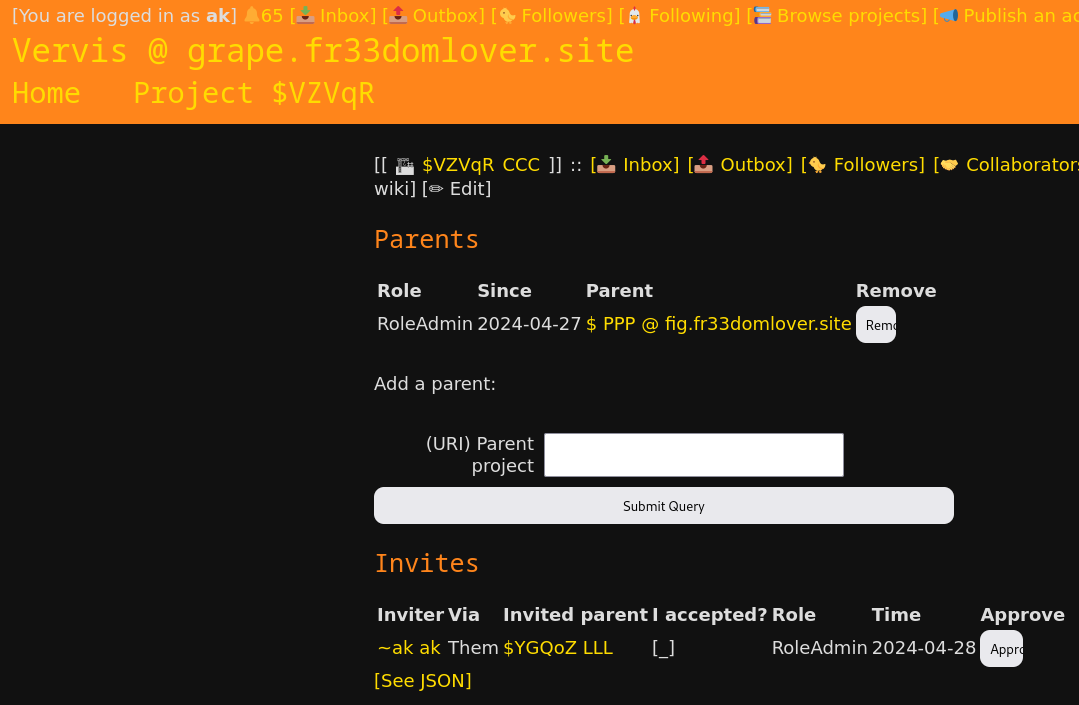 [You are logged in as ak] 🔔65 [📥 Inbox] [📤 Outbox] [🐤 Followers] [🐔 Following] [📚 Browse projects] [📣 Publish an ac
Vervis @ grape.fr33domlover.site
Home Project $VZVqR
[[ 🏗 $VZVqR CCC ]] :: [📥 Inbox] [📤 Outbox] [🐤 Followers] [🤝 Collaborators
wiki] [✏ Edit]
Parents
Role Since Parent Remove
RoleAdmin 2024-04-27 $ PPP @ fig.fr33domlover.site Remo
Add a parent:
(URI) Parent
project
Submit Query
Invites
Inviter Via Invited parent I accepted? Role Time Approve
~ak ak Them $YGQoZ LLL [_] RoleAdmin 2024-04-28 Appro
[See JSON]